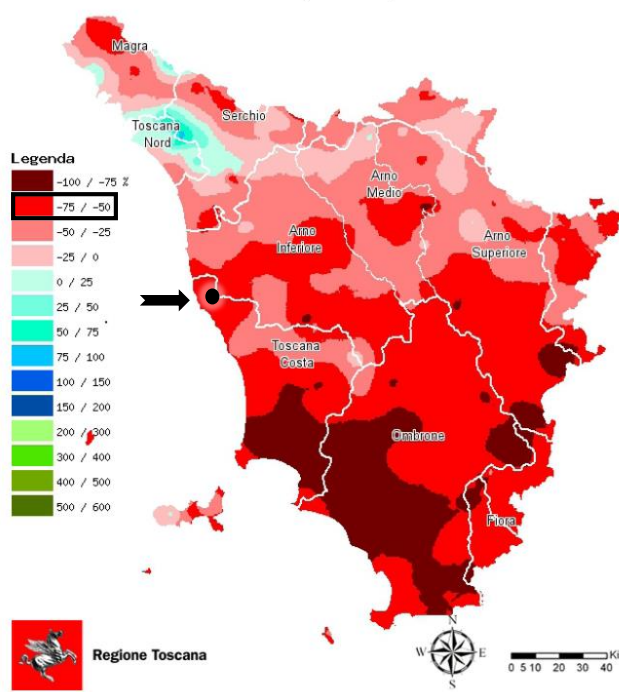 Magra
Serchio
Toscana
Nord
Legenda
-100 / -75 %
-75 / -50
-50 / -25
-25 / 0
0 / 25
25 / 50
50 / 75
75 / 100
100 / 150
150 / 200
200 / 300
300 / 400
400 / 500
500 / 600
Arno
Medio
Arno
Inferiore
Arno
Superiore
Toscana
Costa
Ombrone
Fiora
Regione Toscana
N
W
E
S
0 5 10 20 30 40